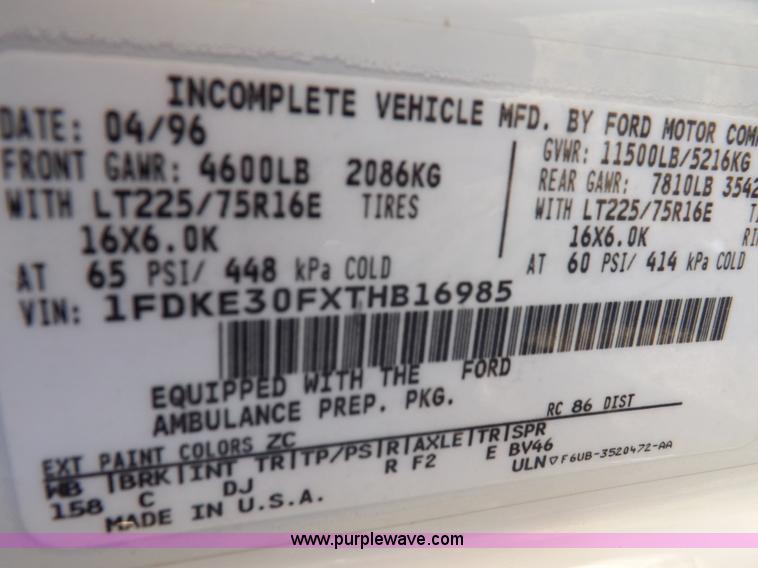 INCOMPLETE VEHICLE MFD. BY FORD MOTOR COM
DATE: 04/96
GVWR: 11500LB/5216KG
FRONT GAWR: 4600LB 2086KG
REAR GAWR: 7810LB 3542
WITH LT225/75R16E TIRES
WITH LT225/75R16E TI
16X6.0K
16X6.0K RI
AT 65 PSI/ 448 kPa COLD
AT 60 PSI/ 414 kPa COLD
VIN: 1FDKE30FXTHB16985
EQUIPPED WITH THE FORD
AMBULANCE PREP. PKG.
RC 86 DIST
EXT PAINT COLORS ZC
WB |BRK|INT TR|TP/PS|R|AXLE|TR|SPR
158 C DJ R F2 E BV46
MADE IN U.S.A.
ULN▽F6UB-3520472-AA
www.purplewave.com